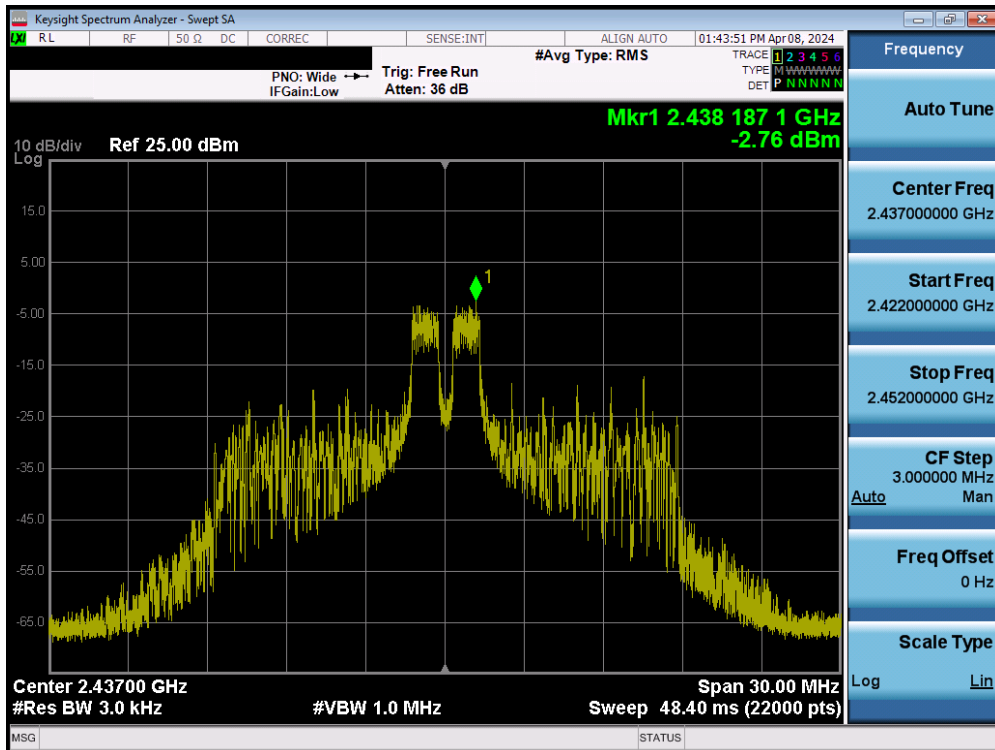 Keysight Spectrum Analyzer - Swept SA
LXI RL RF 50 Ω DC CORREC SENSE:INT ALIGN AUTO 01:43:51 PM Apr 08, 2024
#Avg Type: RMS TRACE 1 2 3 4 5 6
PNO: Wide Trig: Free Run TYPE M WWWWW
IFGain:Low Atten: 36 dB DET P N N N N N
Frequency
Mkr1 2.438 187 1 GHz
-2.76 dBm
10 dB/div Ref 25.00 dBm
Log
15.0
5.00
-5.00
-15.0
-25.0
-35.0
-45.0
-55.0
-65.0
1
Center 2.43700 GHz Span 30.00 MHz
#Res BW 3.0 kHz #VBW 1.0 MHz Sweep 48.40 ms (22000 pts)
Auto Tune
Center Freq
2.437000000 GHz
Start Freq
2.422000000 GHz
Stop Freq
2.452000000 GHz
CF Step
3.000000 MHz
Auto Man
Freq Offset
0 Hz
Scale Type
Log Lin
MSG STATUS